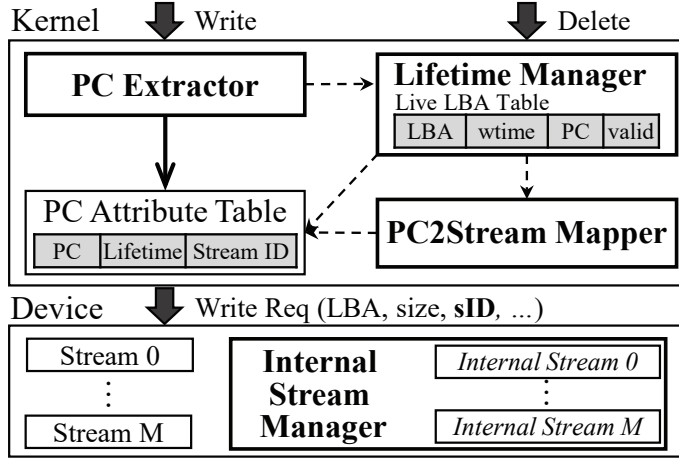 Kernel
Write
Delete
PC Extractor
Lifetime Manager
Live LBA Table
LBA wtime PC valid
PC Attribute Table
PC Lifetime Stream ID
PC2Stream Mapper
Device
Write Req (LBA, size, sID, ...)
Stream 0
⋮
Stream M
Internal
Stream
Manager
Internal Stream 0
⋮
Internal Stream M